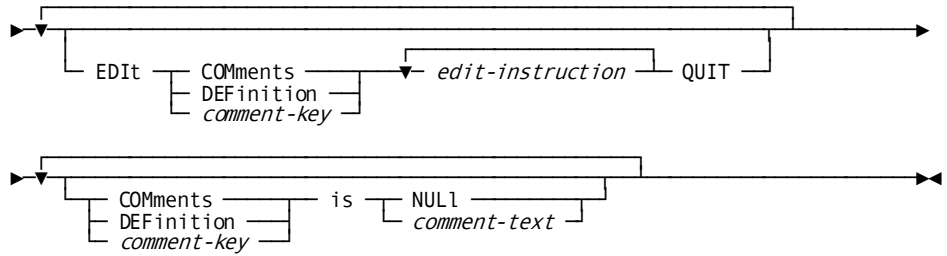 EDIt COMments edit-instruction QUIT
DEFinition
comment-key
COMments is NULl
DEFinition comment-text
comment-key